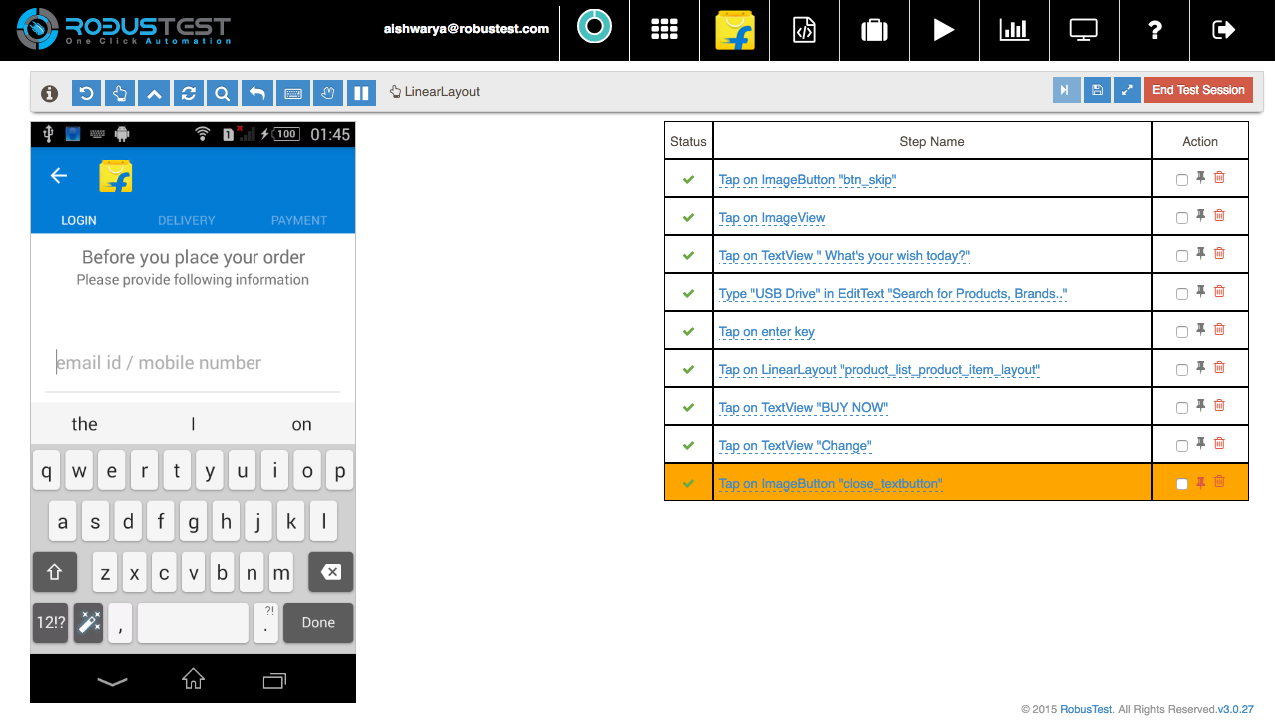 ROBUSTEST
One Click Automation
aishwarya@robustest.com
LinearLayout
End Test Session
1 100 01:45
LOGIN DELIVERY PAYMENT
Before you place your order
Please provide following information
email id / mobile number
the I on
q w e r t y u i o p
a s d f g h j k l
z x c v b n m
12!? , ?! . Done
Status Step Name Action
Tap on ImageButton "btn_skip"
Tap on ImageView
Tap on TextView " What's your wish today?"
Type "USB Drive" in EditText "Search for Products, Brands.."
Tap on enter key
Tap on LinearLayout "product_list_product_item_layout"
Tap on TextView "BUY NOW"
Tap on TextView "Change"
Tap on ImageButton "close_textbutton"
© 2015 RobusTest. All Rights Reserved.v3.0.27